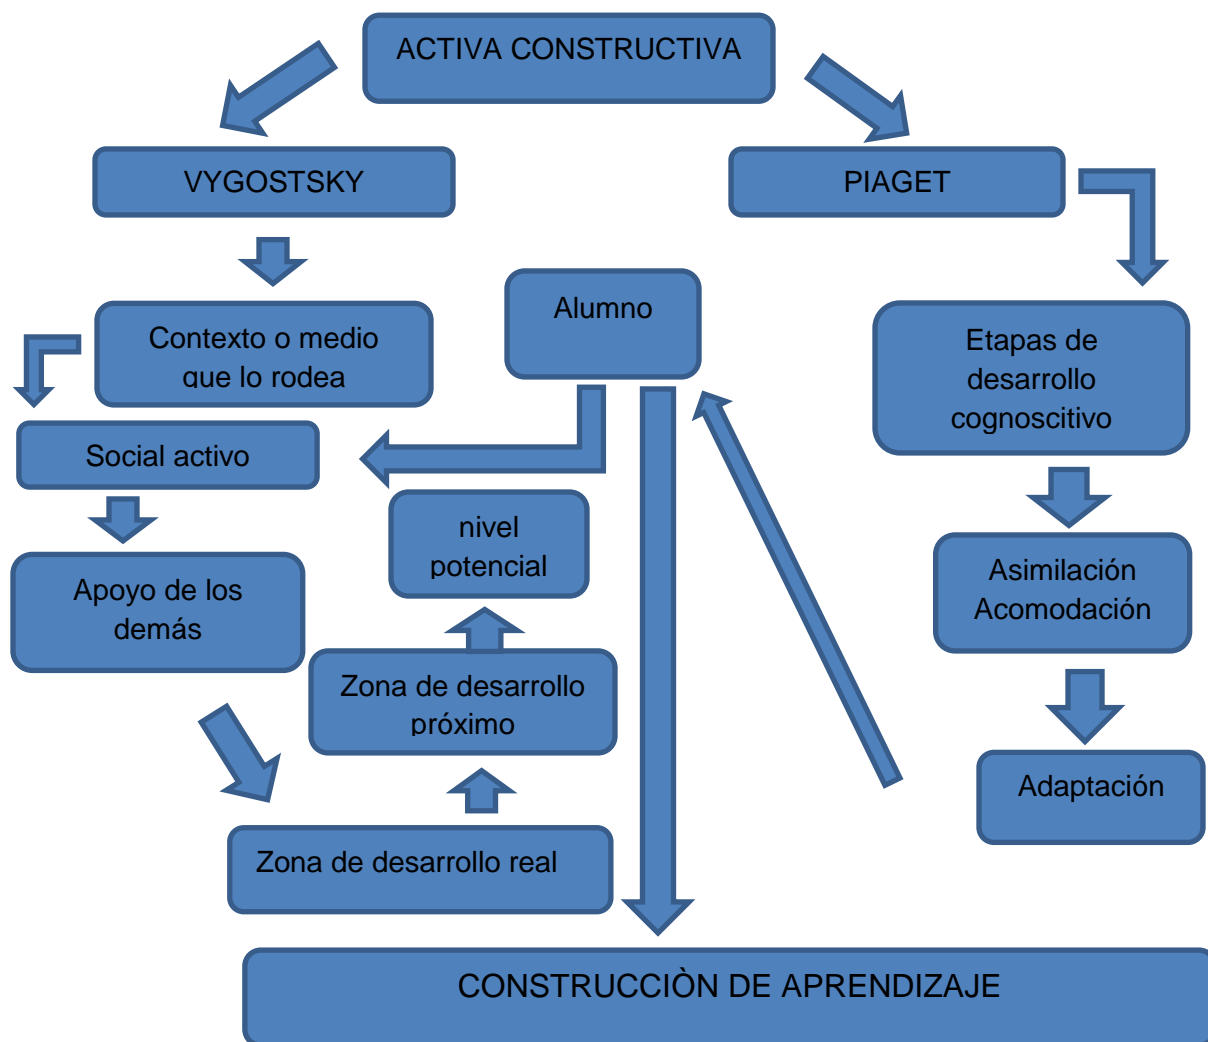 ACTIVA CONSTRUCTIVA
VYGOSTSKY
PIAGET
Alumno
Contexto o medio
que lo rodea
Etapas de
desarrollo
cognoscitivo
Social activo
nivel
potencial
Asimilación
Acomodación
Apoyo de los
demás
Zona de desarrollo
próximo
Adaptación
Zona de desarrollo real
CONSTRUCCIÒN DE APRENDIZAJE